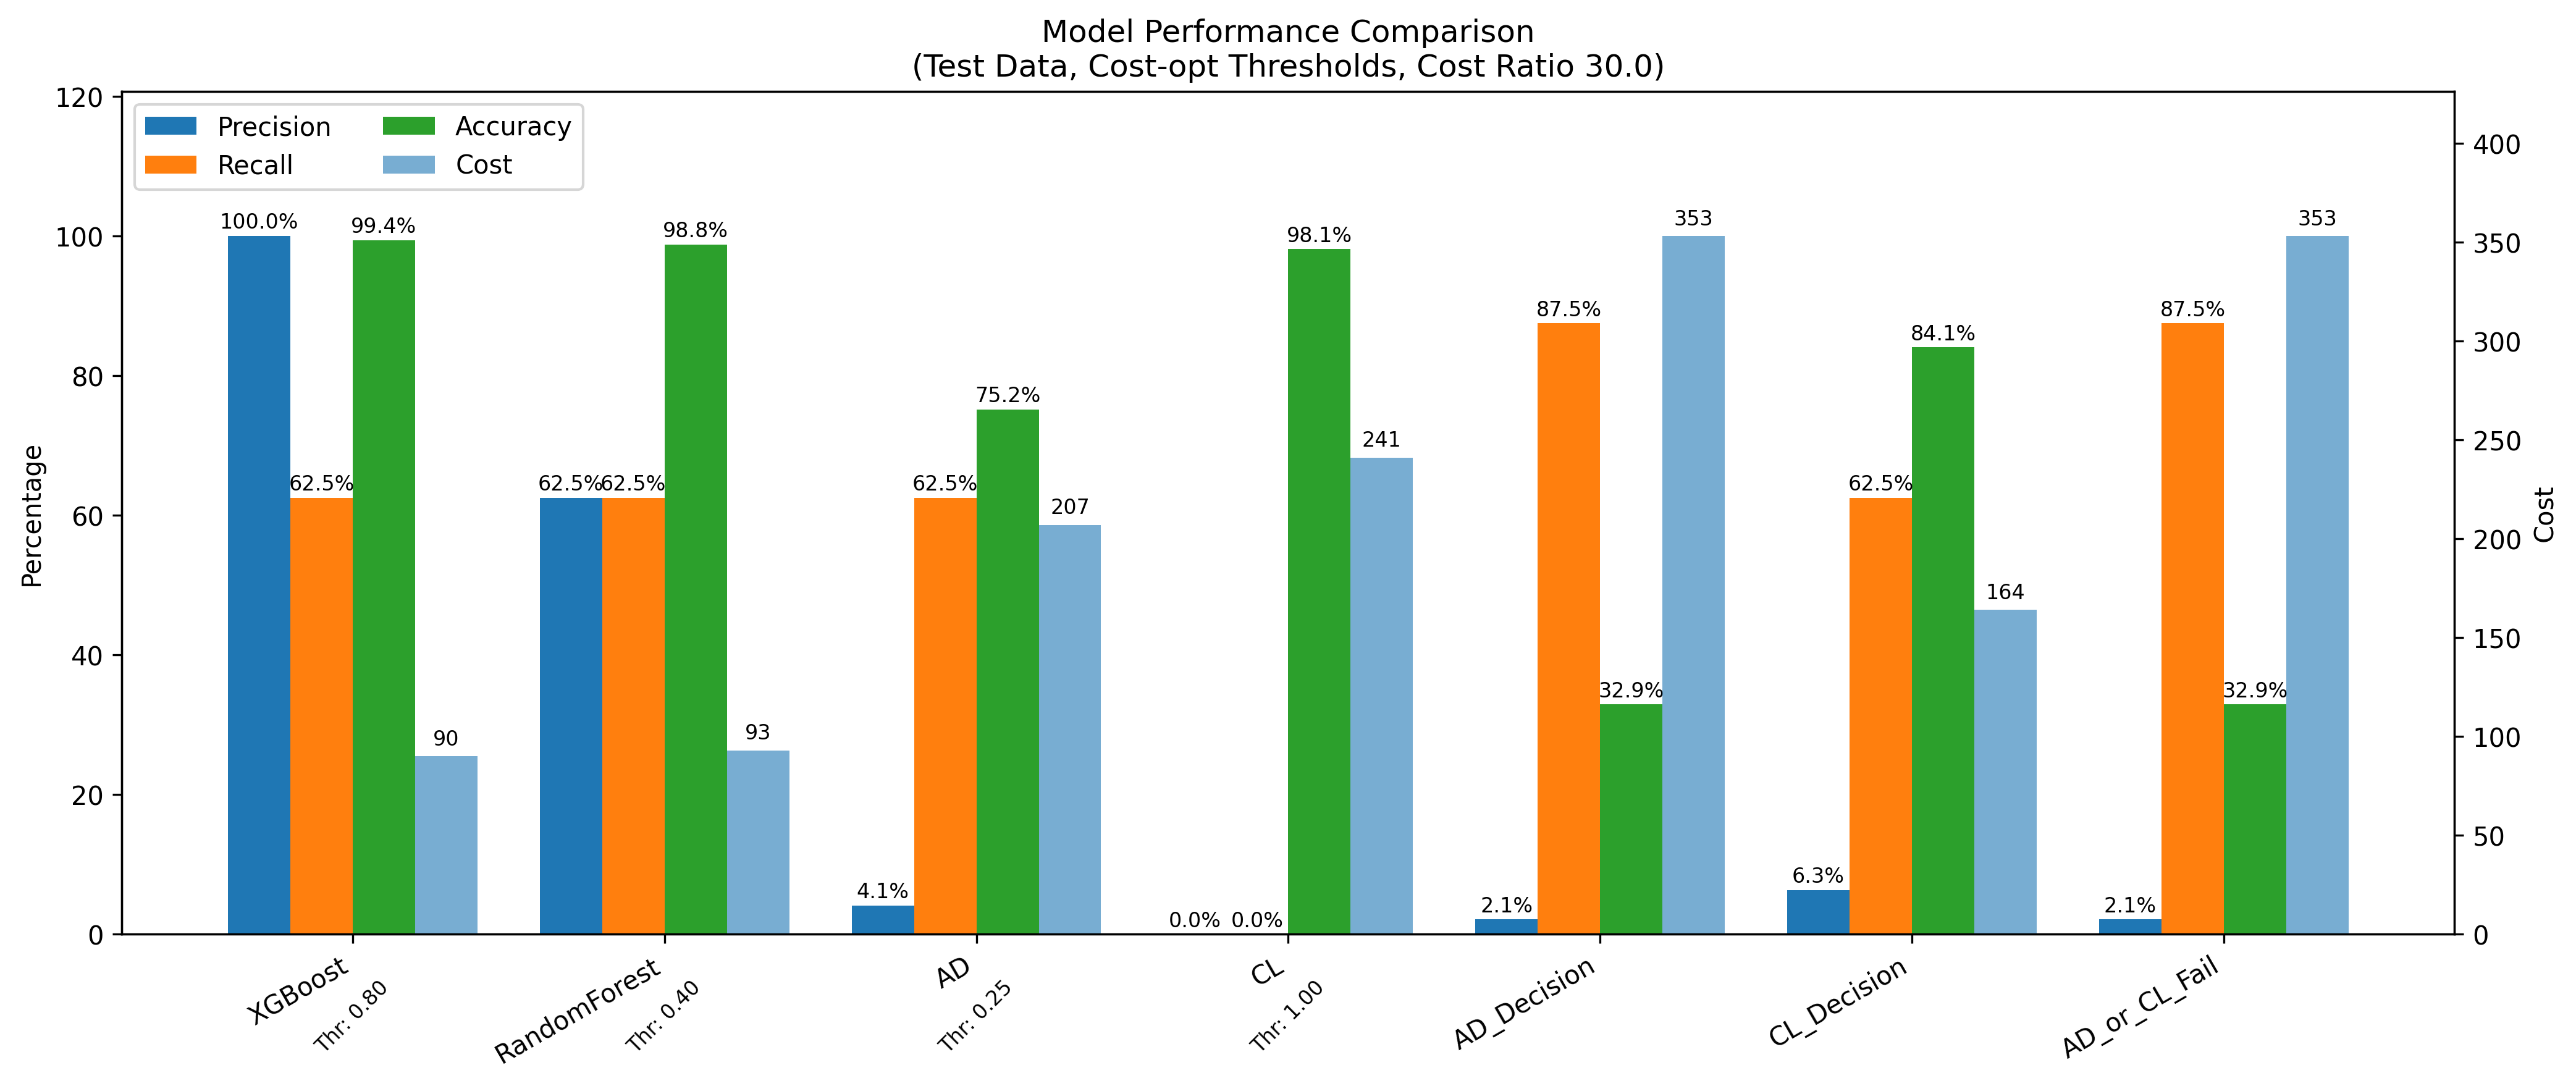 Model Performance Comparison
(Test Data, Cost-opt Thresholds, Cost Ratio 30.0)
Precision
Recall
Accuracy
Cost
Percentage
120
100
80
60
40
20
0
Cost
400
350
300
250
200
150
100
50
0
100.0%
62.5%
99.4%
90
62.5%
62.5%
98.8%
93
4.1%
62.5%
75.2%
207
0.0%
0.0%
98.1%
241
2.1%
87.5%
32.9%
353
6.3%
62.5%
84.1%
164
2.1%
87.5%
32.9%
353
XGBoost
Thr: 0.80
RandomForest
Thr: 0.40
AD
Thr: 0.25
CL
Thr: 1.00
AD_Decision
CL_Decision
AD_or_CL_Fail